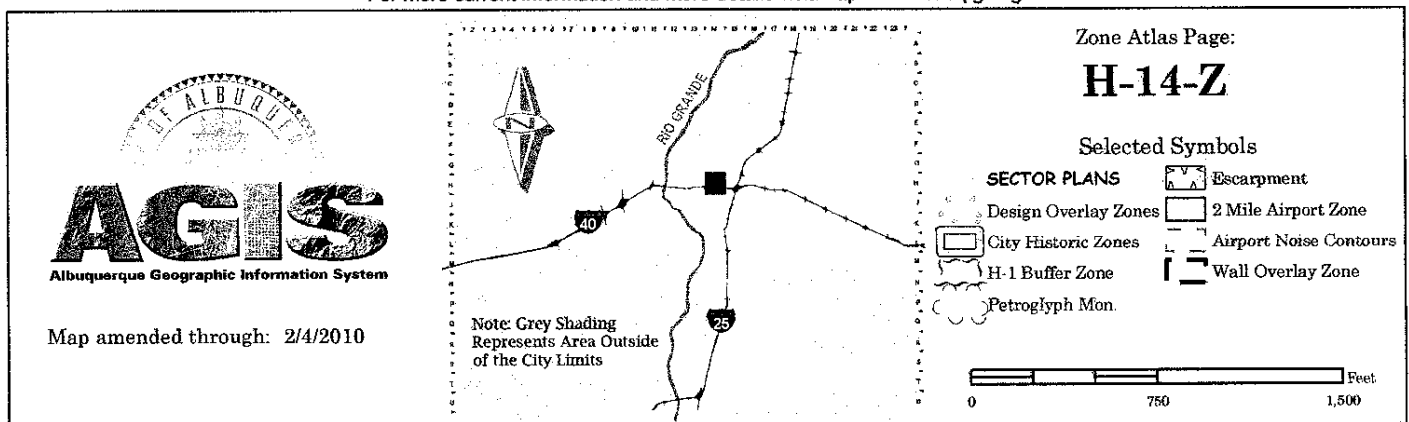 OF ALBUQUER
AGIS
Albuquerque Geographic Information System
Map amended through: 2/4/2010
RIO GRANDE
N
40
25
Note: Grey Shading
Represents Area Outside
of the City Limits
Zone Atlas Page:
H-14-Z
Selected Symbols
SECTOR PLANS
Design Overlay Zones
City Historic Zones
H-1 Buffer Zone
Petroglyph Mon.
Escarpment
2 Mile Airport Zone
Airport Noise Contours
Wall Overlay Zone
Feet
0 750 1,500